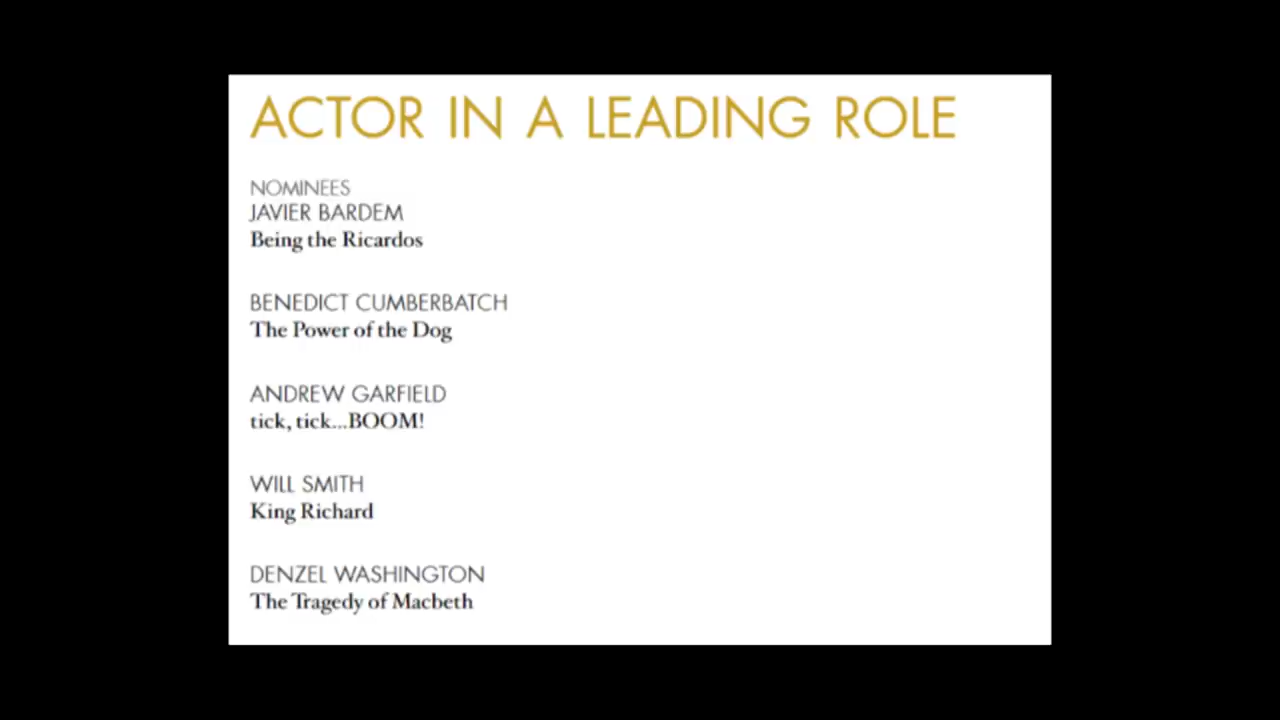 ACTOR IN A LEADING ROLE
NOMINEES
JAVIER BARDEM
Being the Ricardos
BENEDICT CUMBERBATCH
The Power of the Dog
ANDREW GARFIELD
tick, tick...BOOM!
WILL SMITH
King Richard
DENZEL WASHINGTON
The Tragedy of Macbeth